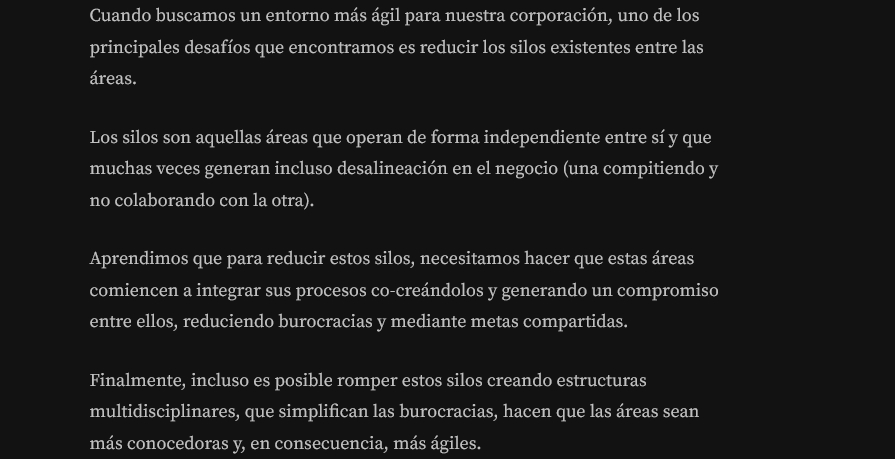 Cuando buscamos un entorno más ágil para nuestra corporación, uno de los
principales desafíos que encontramos es reducir los silos existentes entre las
áreas.
Los silos son aquellas áreas que operan de forma independiente entre sí y que
muchas veces generan incluso desalineación en el negocio (una compitiendo y
no colaborando con la otra).
Aprendimos que para reducir estos silos, necesitamos hacer que estas áreas
comiencen a integrar sus procesos co-creándolos y generando un compromiso
entre ellos, reduciendo burocracias y mediante metas compartidas.
Finalmente, incluso es posible romper estos silos creando estructuras
multidisciplinares, que simplifican las burocracias, hacen que las áreas sean
más conocedoras y, en consecuencia, más ágiles.